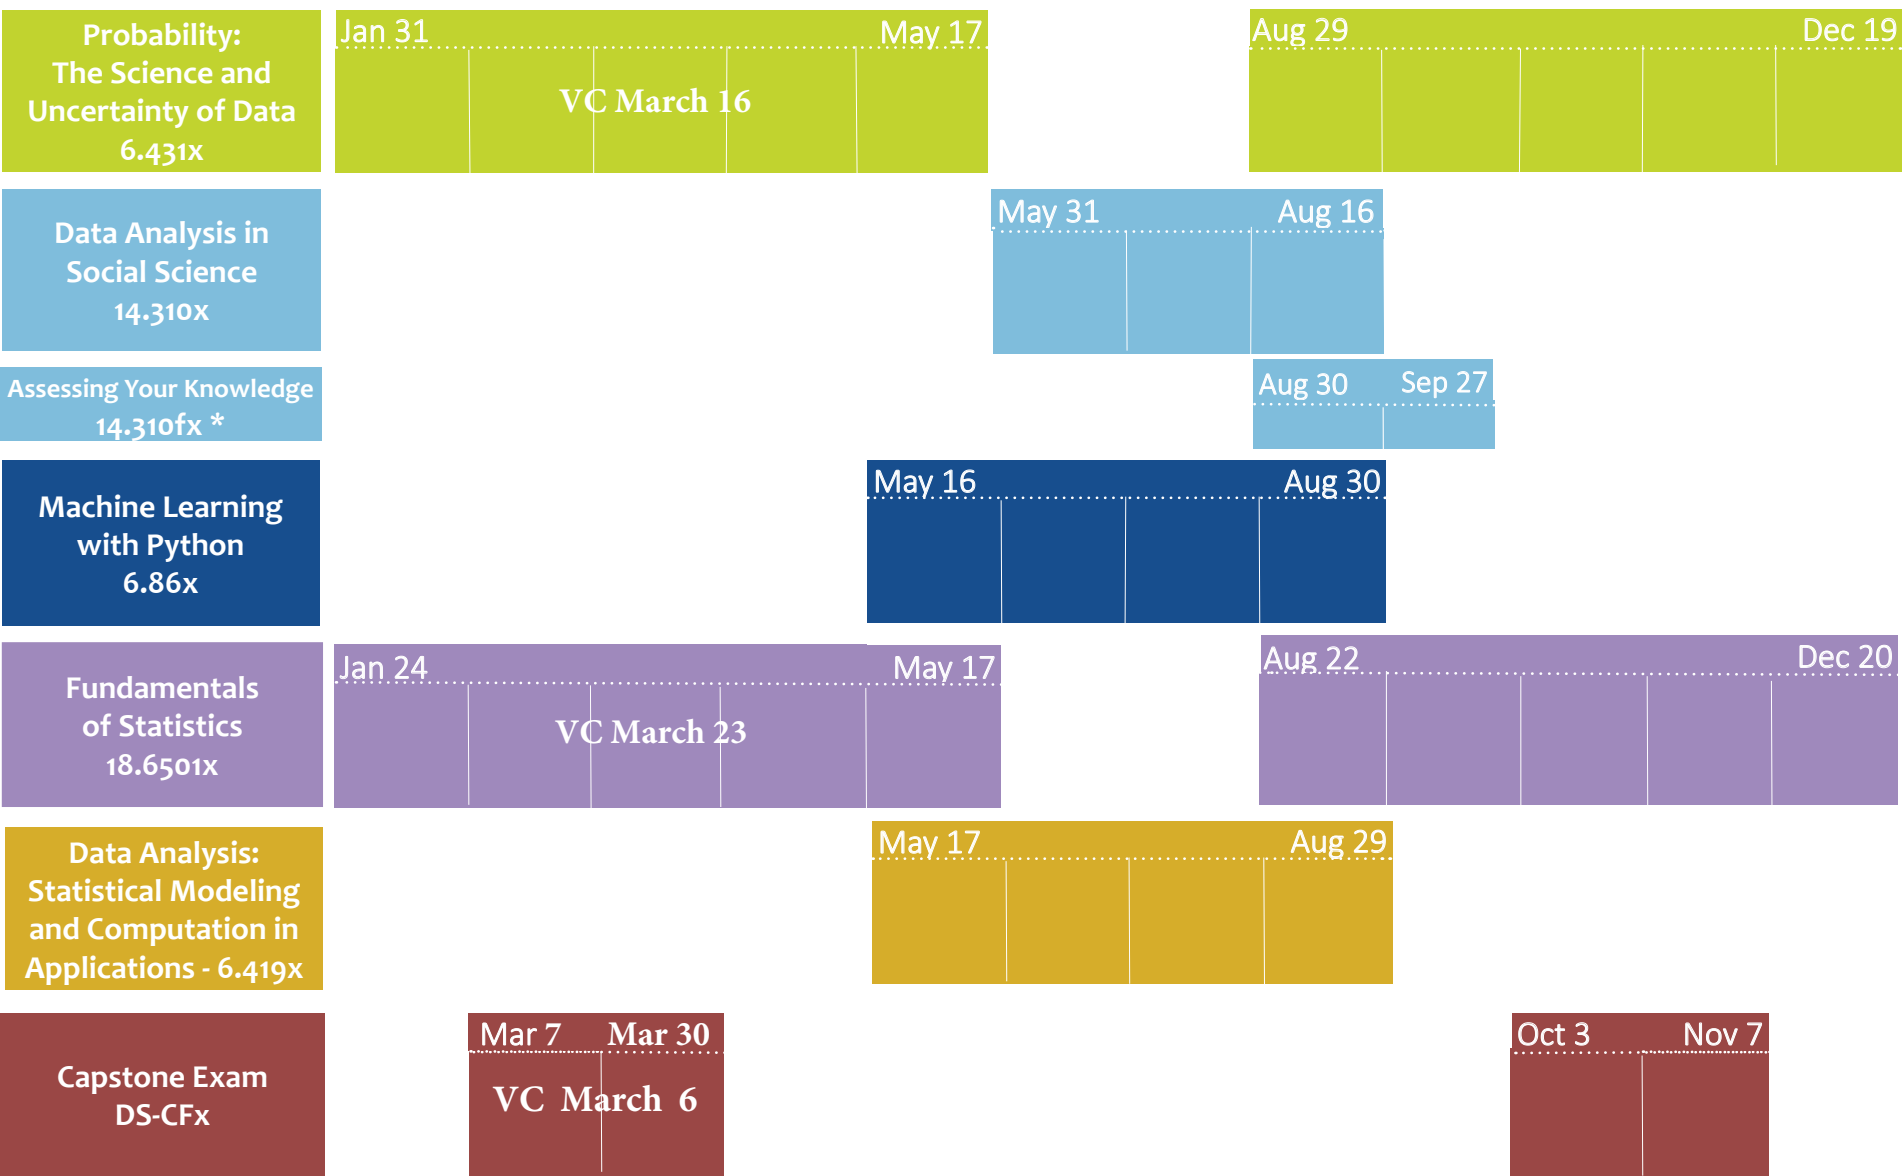 Probability:
The Science and
Uncertainty of Data
6.431x
Jan 31 May 17
VC March 16
Aug 29 Dec 19
Data Analysis in
Social Science
14.310x
May 31 Aug 16
Assessing Your Knowledge
14.310fx *
Aug 30 Sep 27
Machine Learning
with Python
6.86x
May 16 Aug 30
Fundamentals
of Statistics
18.6501x
Jan 24 May 17
VC March 23
Aug 22 Dec 20
Data Analysis:
Statistical Modeling
and Computation in
Applications - 6.419x
May 17 Aug 29
Capstone Exam
DS-CFx
Mar 7 Mar 30
VC March 6
Oct 3 Nov 7